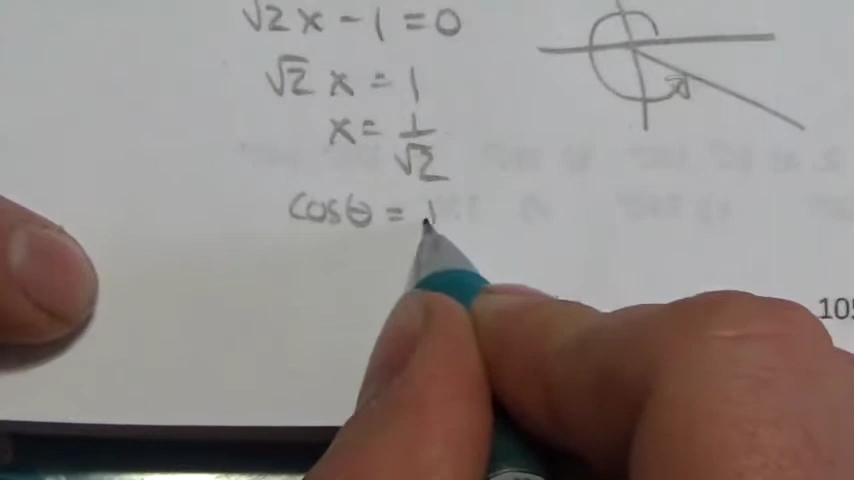 √2 x - 1 = 0
√2 x = 1
x = 1/√2
cosθ = 1
105